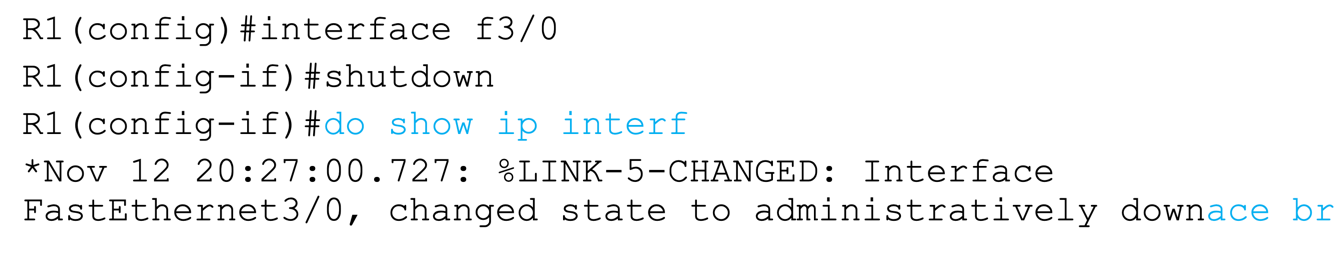 R1(config)#interface f3/0
R1(config-if)#shutdown
R1(config-if)#do show ip interf
*Nov 12 20:27:00.727: %LINK-5-CHANGED: Interface
FastEthernet3/0, changed state to administratively downace br